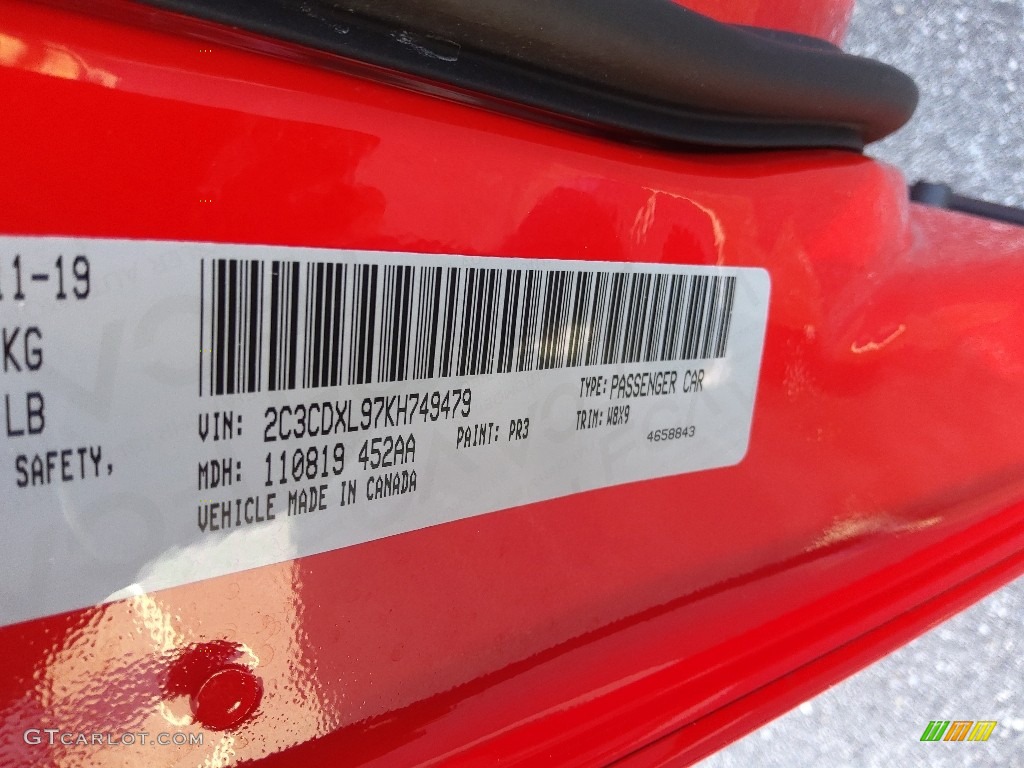 11-19
KG
LB
SAFETY,
VIN: 2C3CDXL97KH749479
TYPE: PASSENGER CAR
MDH: 110819 452AA
PAINT: PR3
TRIM: W8X9
VEHICLE MADE IN CANADA
4658843
GTCARLOT.COM